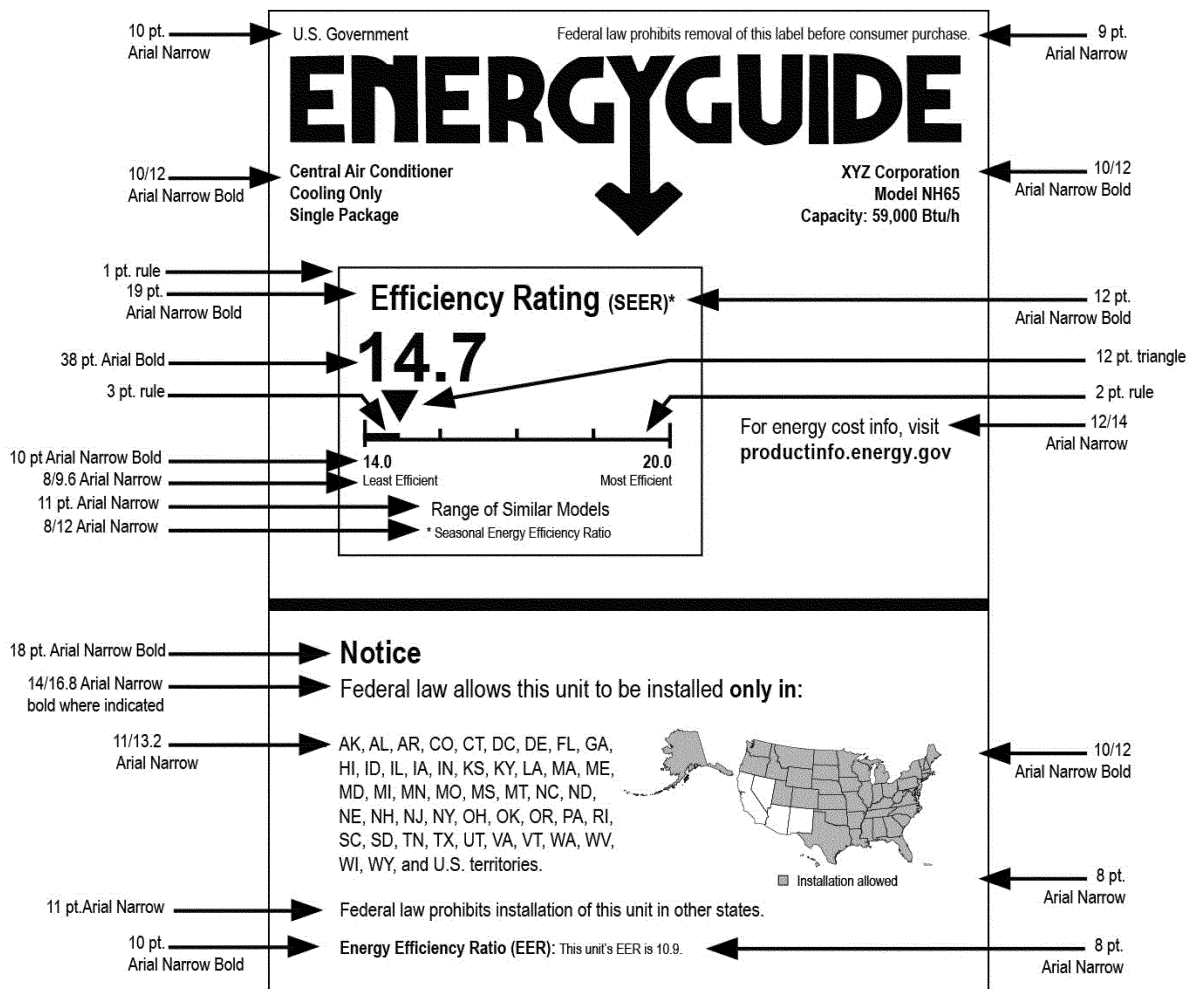 10 pt.
Arial Narrow
U.S. Government
Federal law prohibits removal of this label before consumer purchase.
9 pt.
Arial Narrow
ENERGYGUIDE
10/12
Arial Narrow Bold
Central Air Conditioner
Cooling Only
Single Package
XYZ Corporation
Model NH65
Capacity: 59,000 Btu/h
10/12
Arial Narrow Bold
1 pt. rule
19 pt.
Arial Narrow Bold
Efficiency Rating (SEER)*
12 pt.
Arial Narrow Bold
38 pt. Arial Bold
14.7
12 pt. triangle
3 pt. rule
2 pt. rule
For energy cost info, visit
productinfo.energy.gov
12/14
Arial Narrow
10 pt Arial Narrow Bold
14.0
20.0
8/9.6 Arial Narrow
Least Efficient
Most Efficient
11 pt. Arial Narrow
Range of Similar Models
8/12 Arial Narrow
* Seasonal Energy Efficiency Ratio
18 pt. Arial Narrow Bold
Notice
14/16.8 Arial Narrow
bold where indicated
Federal law allows this unit to be installed only in:
11/13.2
Arial Narrow
AK, AL, AR, CO, CT, DC, DE, FL, GA,
HI, ID, IL, IA, IN, KS, KY, LA, MA, ME,
MD, MI, MN, MO, MS, MT, NC, ND,
NE, NH, NJ, NY, OH, OK, OR, PA, RI,
SC, SD, TN, TX, UT, VA, VT, WA, WV,
WI, WY, and U.S. territories.
10/12
Arial Narrow Bold
Installation allowed
8 pt.
Arial Narrow
11 pt.Arial Narrow
Federal law prohibits installation of this unit in other states.
10 pt.
Arial Narrow Bold
Energy Efficiency Ratio (EER): This unit's EER is 10.9.
8 pt.
Arial Narrow